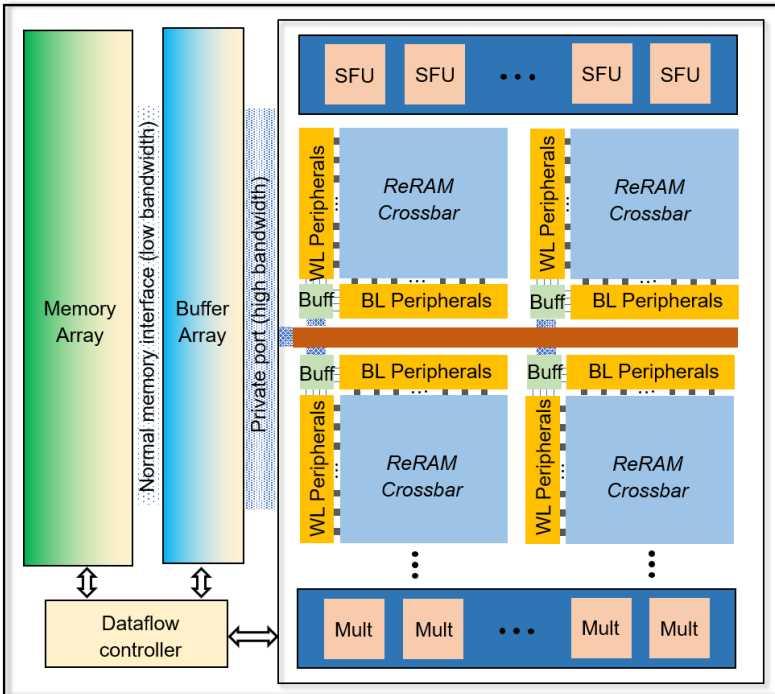 Memory
Array
Normal memory interface (low bandwidth)
Buffer
Array
Private port (high bandwidth)
SFU SFU ... SFU SFU
WL Peripherals
ReRAM
Crossbar
...
...
Buff
BL Peripherals
WL Peripherals
ReRAM
Crossbar
...
...
Buff
BL Peripherals
Buff
BL Peripherals
...
WL Peripherals
...
ReRAM
Crossbar
Buff
BL Peripherals
...
WL Peripherals
...
ReRAM
Crossbar
...
...
Mult Mult ... Mult Mult
Dataflow
controller